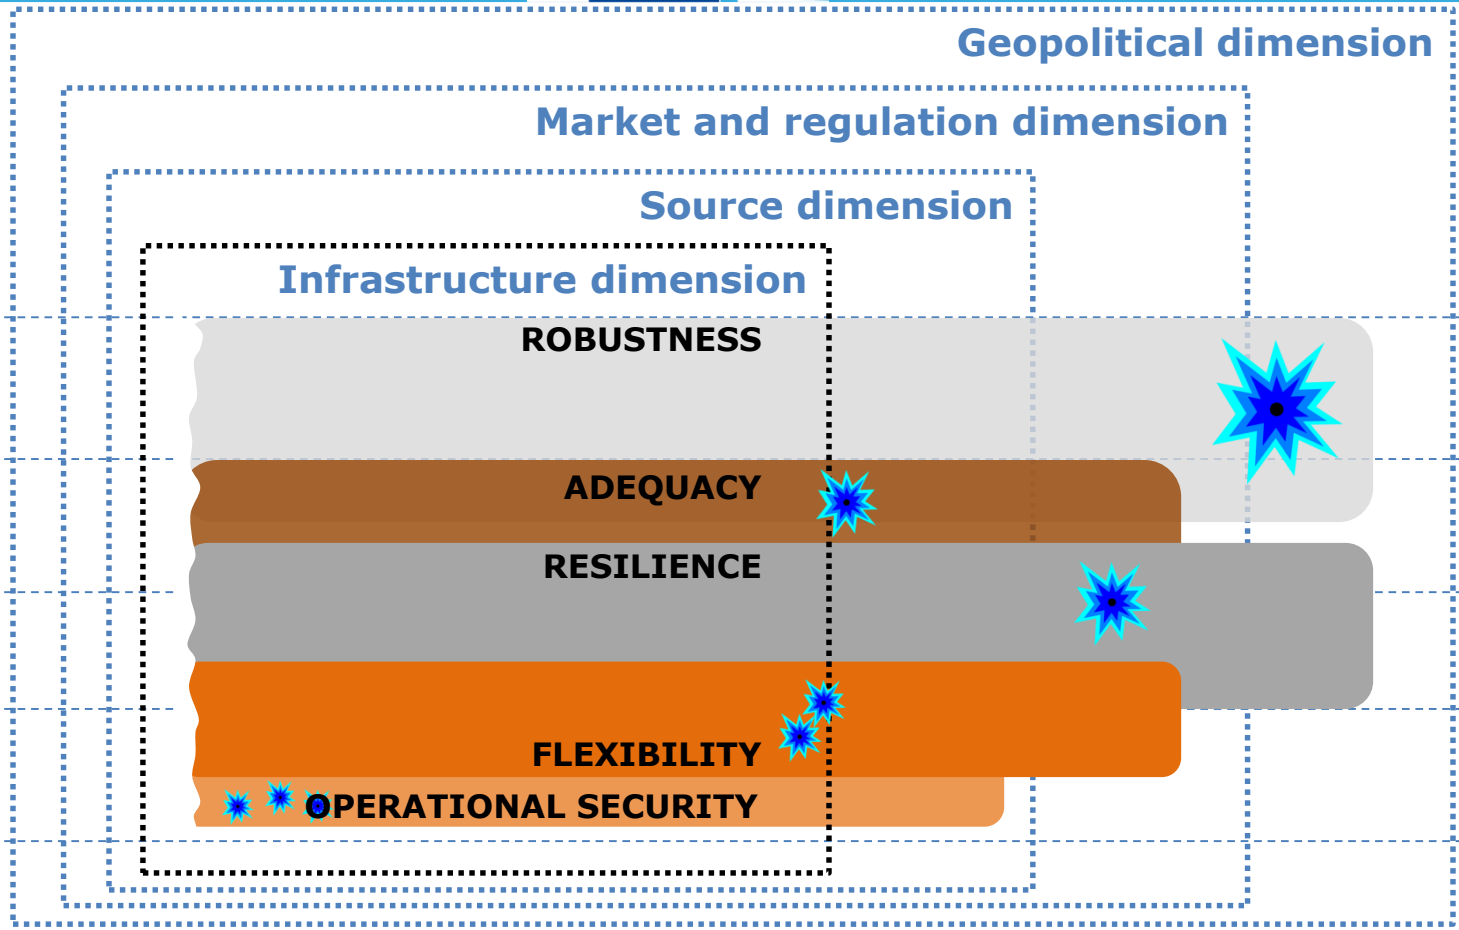 Geopolitical dimension
Market and regulation dimension
Source dimension
Infrastructure dimension
ROBUSTNESS
ADEQUACY
RESILIENCE
FLEXIBILITY
OPERATIONAL SECURITY